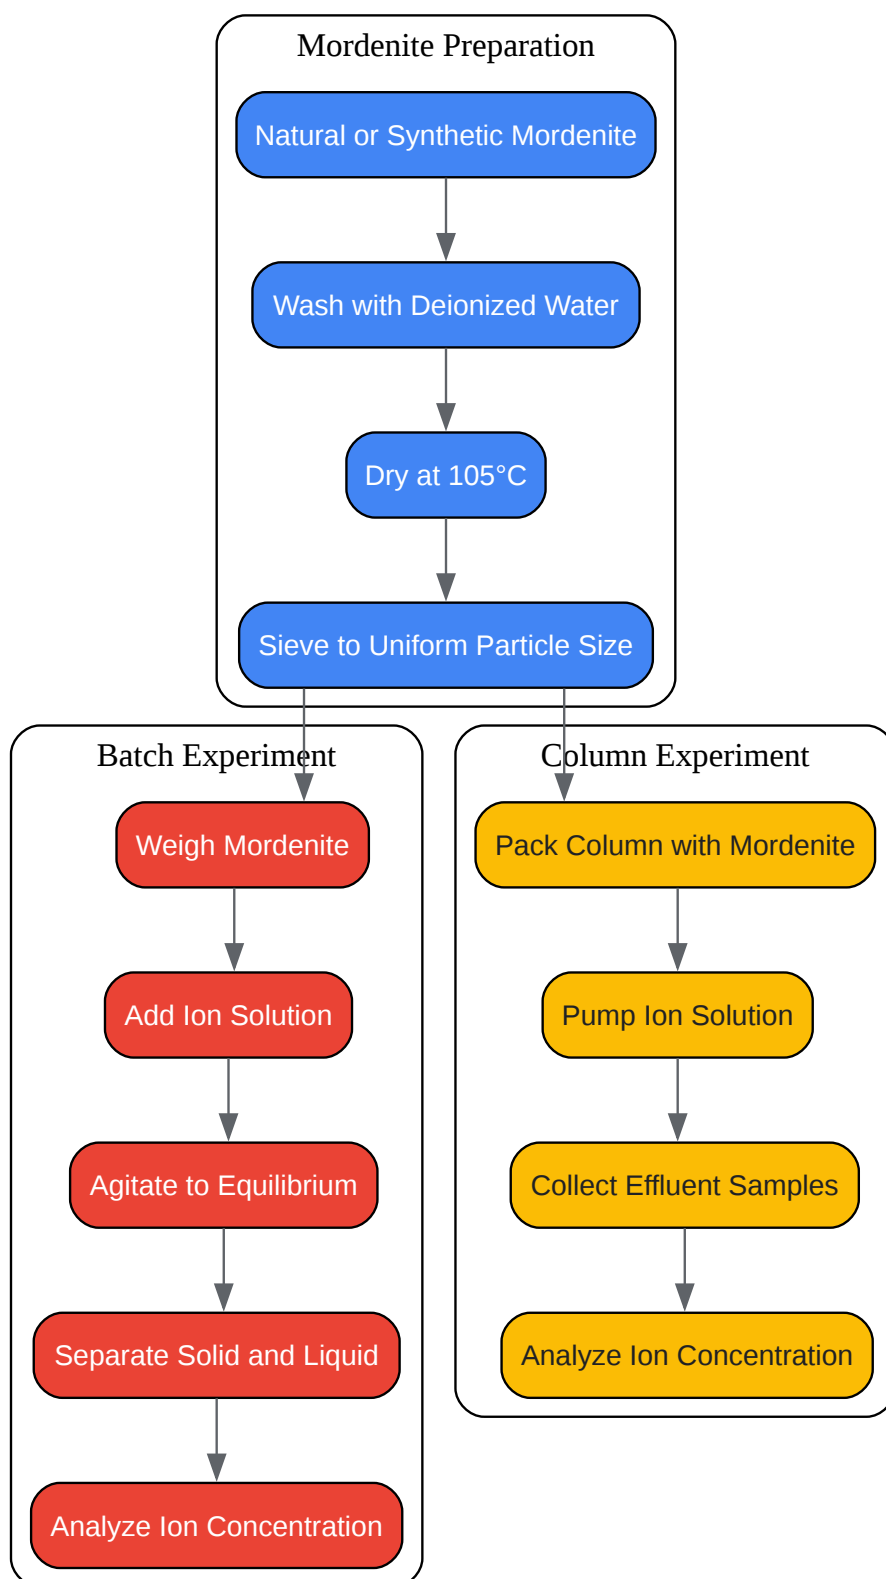 Mordenite Preparation
Natural or Synthetic Mordenite
Wash with Deionized Water
Dry at 105°C
Sieve to Uniform Particle Size
Batch Experiment
Weigh Mordenite
Add Ion Solution
Agitate to Equilibrium
Separate Solid and Liquid
Analyze Ion Concentration
Column Experiment
Pack Column with Mordenite
Pump Ion Solution
Collect Effluent Samples
Analyze Ion Concentration